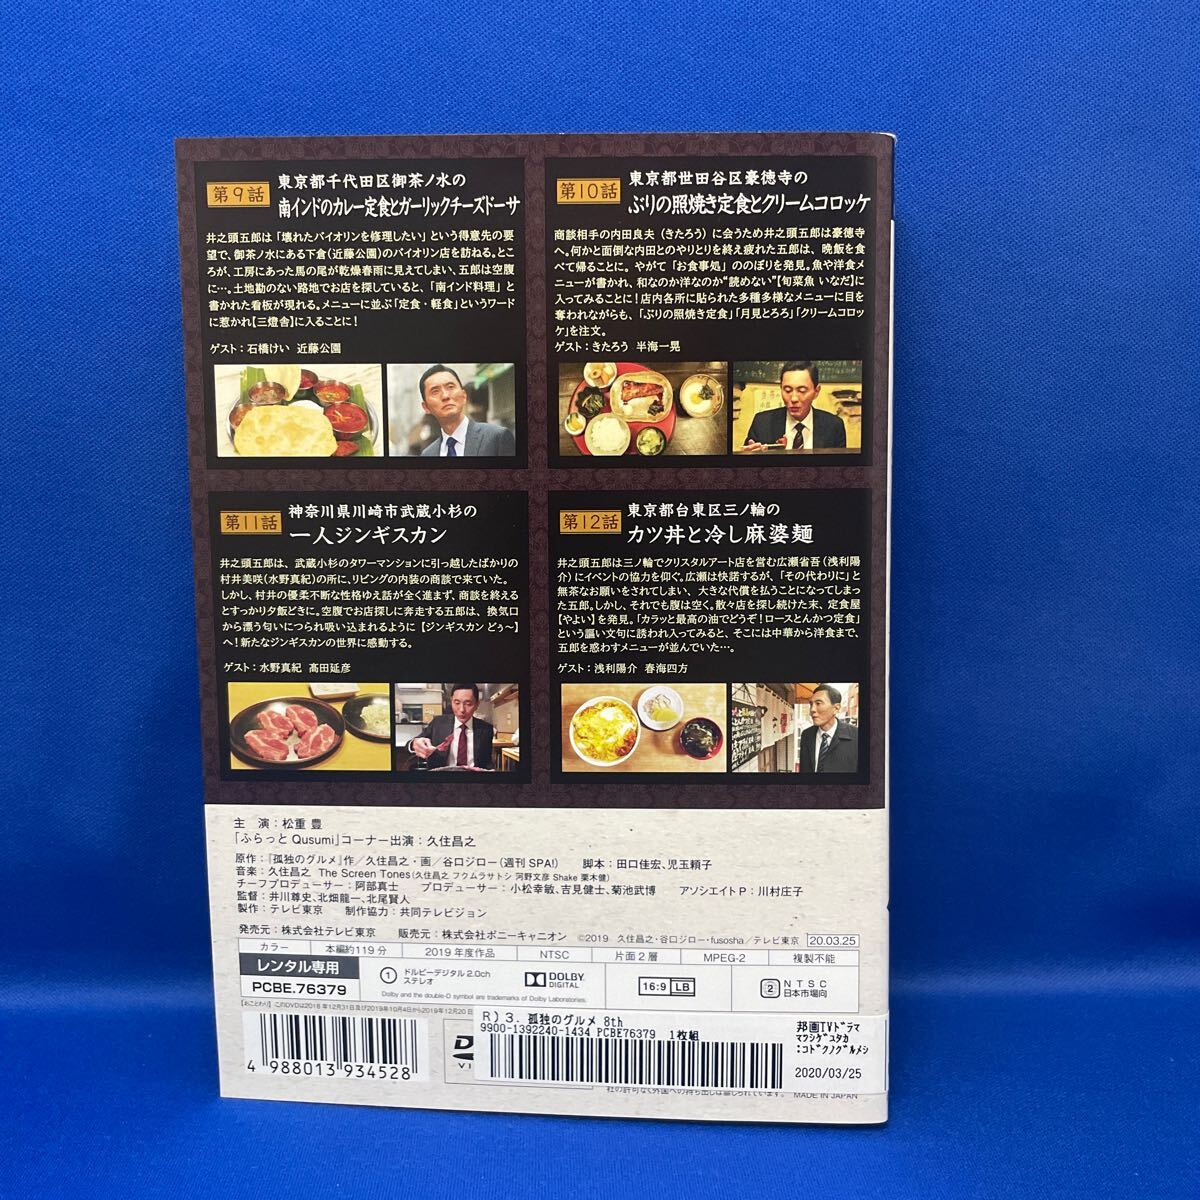 第9話
東京都千代田区御茶ノ水の
南インドのカレー定食とガーリックチーズドーサ
井之頭五郎は「壊れたバイオリンを修理したい」という得意先の要
望で、御茶ノ水にある下倉(近藤公園)のバイオリン店を訪ねる。とこ
ろが、工房にあった馬の尾が乾燥春雨に見えてしまい、五郎は空腹
に…。土地勘のない路地でお店を探していると、「南インド料理」と
書かれた看板が現れる。メニューに並ぶ「定食・軽食」というワード
に惹かれ【三燈舎】に入ることに!
ゲスト:石橋けい 近藤公園
第10話
東京都世田谷区豪徳寺の
ぶりの照焼き定食とクリームコロッケ
商談相手の内田良夫(きたろう)に会うため井之頭五郎は豪徳寺
へ。何かと面倒な内田とのやりとりを終え疲れた五郎は、晩飯を食
べて帰ることに。やがて「お食事処」ののぼりを発見。魚や洋食メ
ニューが書かれ、和なのか洋なのか“読めない”【旬菜魚 いなだ】に
入ってみることに!店内各所に貼られた多種多様なメニューに目を
奪われながらも、「ぶりの照焼き定食」「月見とろろ」「クリームコロッ
ケ」を注文。
ゲスト:きたろう 半海一晃
第11話
神奈川県川崎市武蔵小杉の
一人ジンギスカン
井之頭五郎は、武蔵小杉のタワーマンションに引っ越したばかりの
村井美咲(水野真紀)の所に、リビングの内装の商談で来ていた。
しかし、村井の優柔不断な性格ゆえ話が全く進まず、商談を終える
とすっかり夕飯どきに。空腹でお店探しに奔走する五郎は、換気口
から漂う匂いにつられ吸い込まれるように【ジンギスカン どぅ〜】
へ!新たなジンギスカンの世界に感動する。
ゲスト:水野真紀 髙田延彦
第12話
東京都台東区三ノ輪の
カツ丼と冷し麻婆麺
井之頭五郎は三ノ輪でクリスタルアート店を営む広瀬省吾(浅利陽
介)にイベントの協力を仰ぐ。広瀬は快諾するが、「その代わりに」と
無茶なお願いをされてしまい、大きな代償を払うことになってしまっ
た五郎。しかし、それでも腹は空く。散々店を探し続けた末、定食屋
【やよい】を発見。「カラッと最高の油でどうぞ!ロースとんかつ定食」
という謳い文句に誘われ入ってみると、そこには中華から洋食まで、
五郎を惑わすメニューが並んでいた…。
ゲスト:浅利陽介 春海四方
主 演:松重 豊
「ふらっと Qusumi」コーナー出演:久住昌之
原作:『孤独のグルメ』作/久住昌之・画/谷口ジロー(週刊SPA!) 脚本:田口佳宏、児玉頼子
音楽:久住昌之 The Screen Tones(久住昌之 フクムラサトシ 河野文彦 Shake 栗木健)
チーフプロデューサー:阿部真士 プロデューサー:小松幸敏、吉見健士、菊池武博 アソシエイトP:川村庄子
監督:井川尊史、北畑龍一、北尾賢人
製作:テレビ東京 制作協力:共同テレビジョン
発売元:株式会社テレビ東京 販売元:株式会社ポニーキャニオン ©2019 久住昌之・谷口ジロー・fusosha/テレビ東京 20.03.25
カラー 本編約119分 2019年度作品 NTSC 片面2層 MPEG-2 複製不能
レンタル専用
PCBE.76379
1 ドルビーデジタル 2.0ch
ステレオ
DOLBY
DIGITAL
Dolby and the double-D symbol are trademarks of Dolby Laboratories.
16:9 LB
2 NTSC
日本市場向
4 988013 934528
R)3. 孤独のグルメ 8th
9900-1392240-1434 PCBE76379 1枚組
邦画TVドラマ
マツシゲユタカ
:コドクノグルメシ
2020/03/25
MADE IN JAPAN